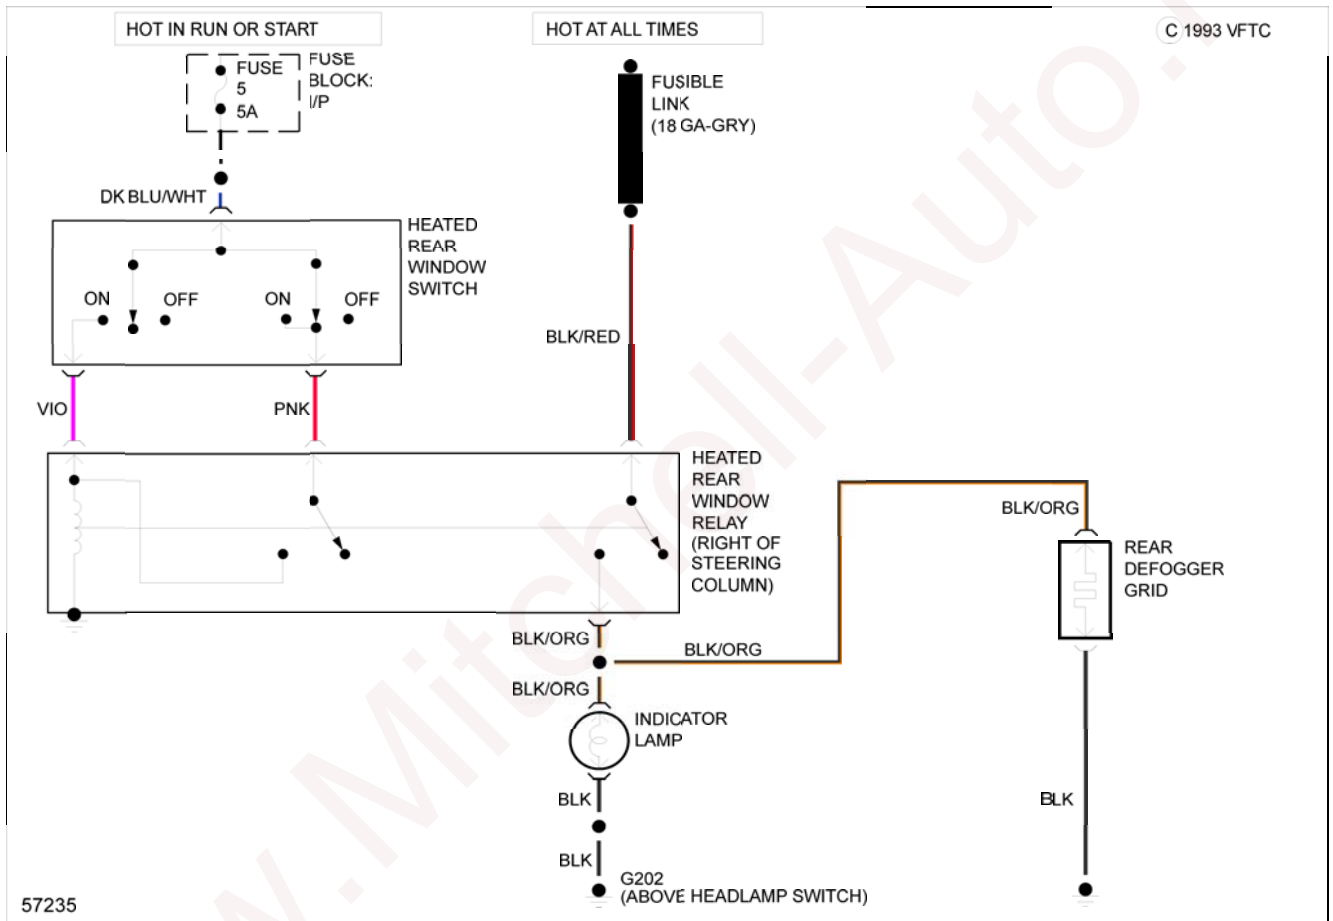 HOT IN RUN OR START
HOT AT ALL TIMES
C 1993 VFTC
FUSE
5
5A
FUSE
BLOCK:
I/P
FUSIBLE
LINK
(18 GA-GRY)
DK BLU/WHT
HEATED
REAR
WINDOW
SWITCH
ON
OFF
ON
OFF
BLK/RED
VIO
PNK
HEATED
REAR
WINDOW
RELAY
(RIGHT OF
STEERING
COLUMN)
BLK/ORG
REAR
DEFOGGER
GRID
BLK/ORG
BLK/ORG
BLK/ORG
INDICATOR
LAMP
BLK
BLK
BLK
G202
(ABOVE HEADLAMP SWITCH)
57235
w.Mitchell-Auto.